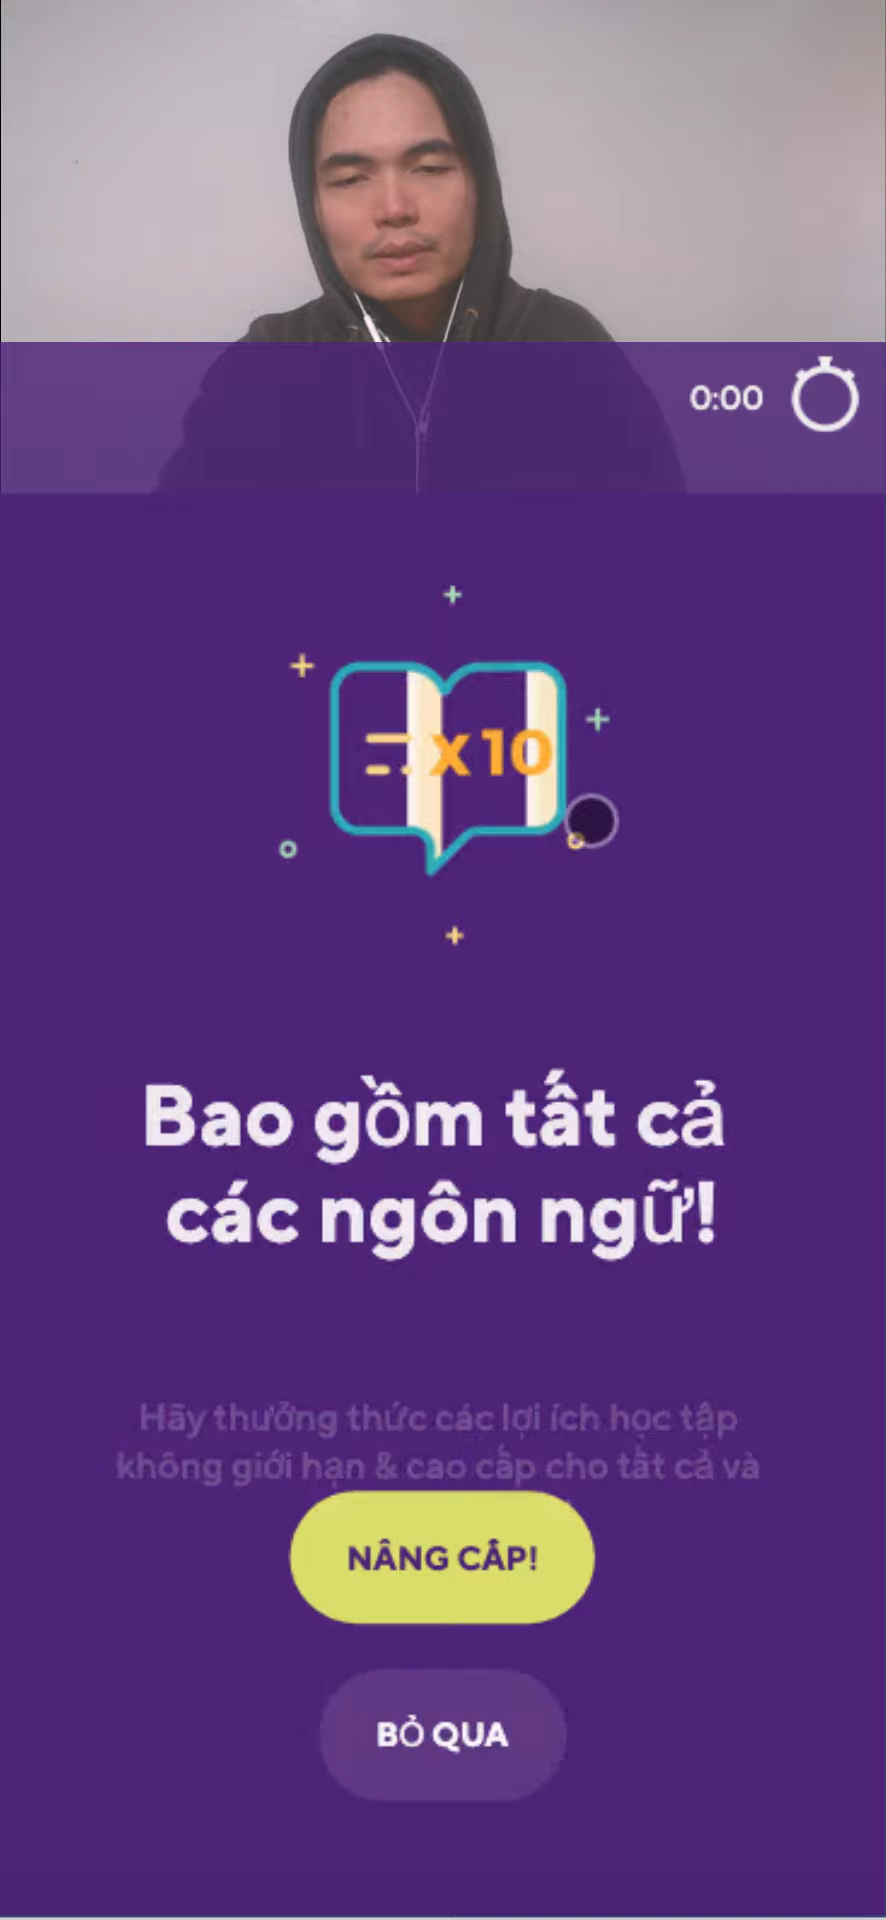 0:00
x10
Bao gồm tất cả
các ngôn ngữ!
Hãy thưởng thức các lợi ích học tập
không giới hạn & cao cấp cho tất cả và
NÂNG CẤP!
BỎ QUA